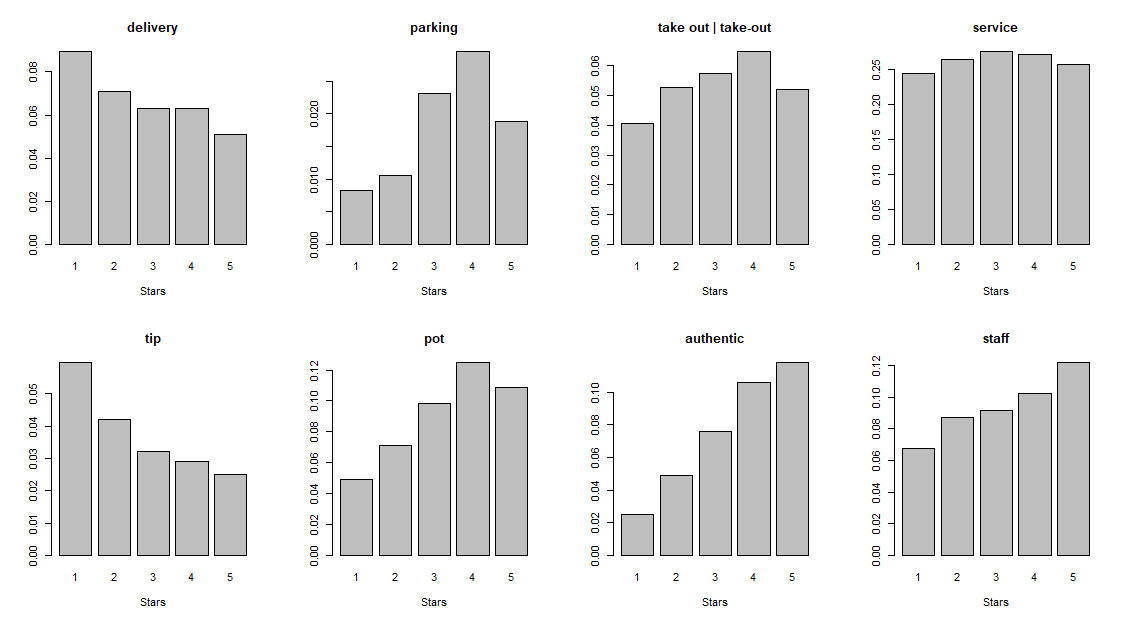 delivery
0.00 0.02 0.04 0.06 0.08
1 2 3 4 5
Stars
parking
0.000 0.010 0.020
1 2 3 4 5
Stars
take out | take-out
0.00 0.01 0.02 0.03 0.04 0.05 0.06
1 2 3 4 5
Stars
service
0.00 0.05 0.10 0.15 0.20 0.25
1 2 3 4 5
Stars
tip
0.00 0.01 0.02 0.03 0.04 0.05
1 2 3 4 5
Stars
pot
0.00 0.02 0.04 0.06 0.08 0.10 0.12
1 2 3 4 5
Stars
authentic
0.00 0.02 0.04 0.06 0.08 0.10
1 2 3 4 5
Stars
staff
0.00 0.02 0.04 0.06 0.08 0.10 0.12
1 2 3 4 5
Stars